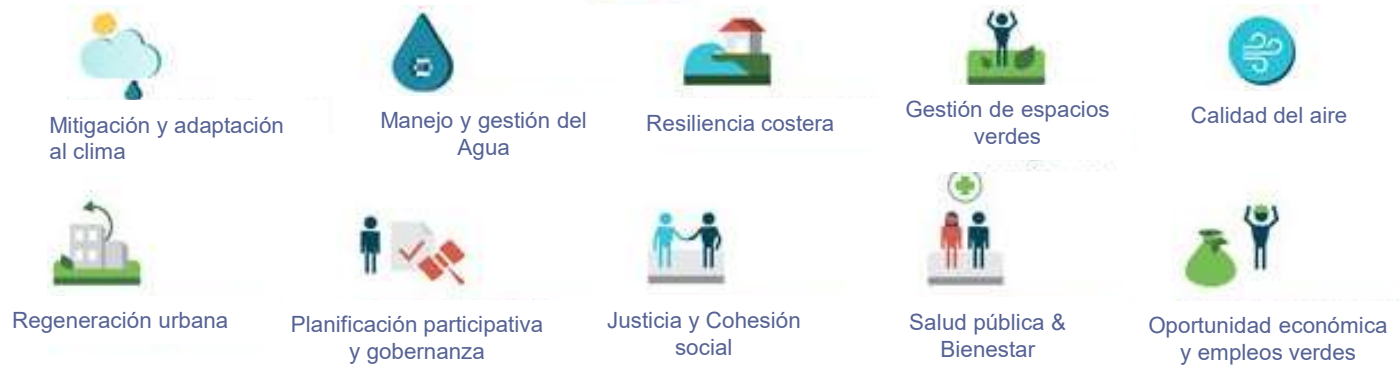 Mitigación y adaptación
al clima
Manejo y gestión del
Agua
Resiliencia costera
Gestión de espacios
verdes
Calidad del aire
Regeneración urbana
Planificación participativa
y gobernanza
Justicia y Cohesión
social
Salud pública &
Bienestar
Oportunidad económica
y empleos verdes